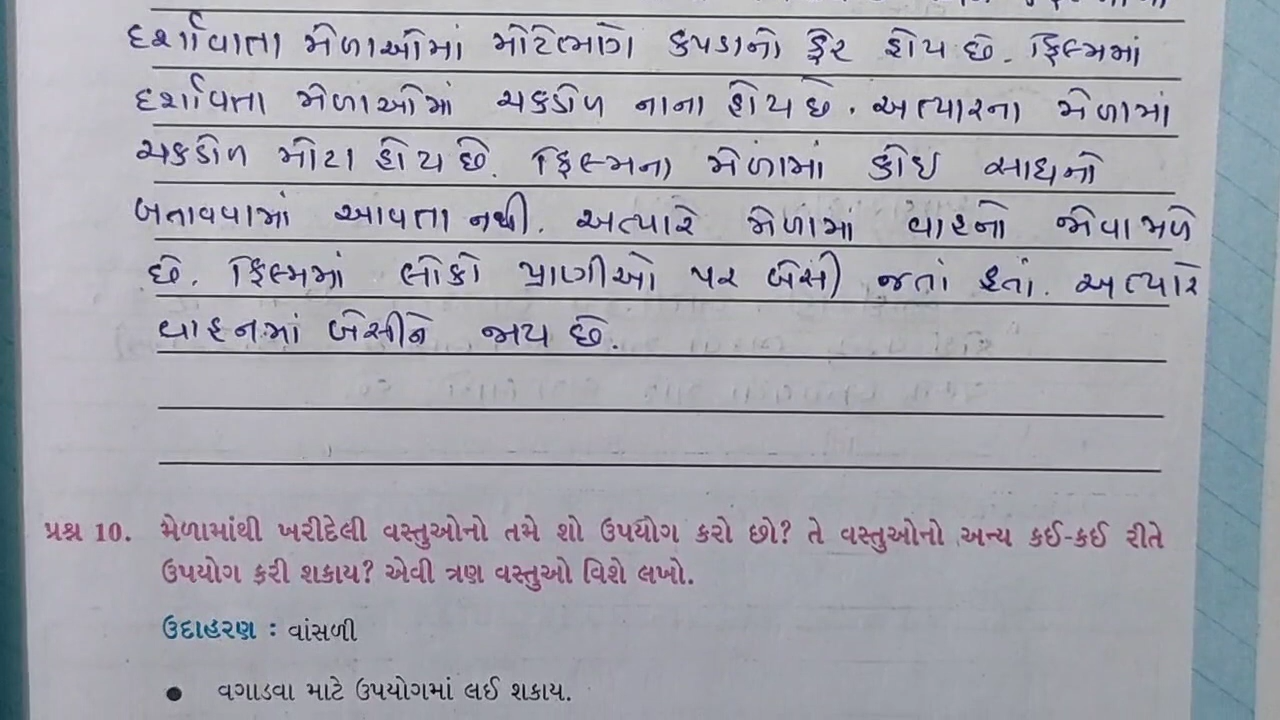 દર્શાવાતા મેળાઓમાં મોટેભાગે કપડાનો ફેર હોય છે. ફિલ્મમાં
દર્શાવતા મેળાઓમાં ચકડોળ નાના હોય છે. અત્યારના મેળામાં
ચકડોળ મોટા હોય છે. ફિલ્મના મેળામાં કોઇ સાધનો
બનાવવામાં આવતા નથી. અત્યારે મેળામાં વાહનો જોવા મળે
છે. ફિલ્મમાં લોકો પ્રાણીઓ પર બેસી જતાં હતાં. અત્યારે
વાહનમાં બેસીને જાય છે.
પ્રશ્ન 10. મેળામાંથી ખરીદેલી વસ્તુઓનો તમે શો ઉપયોગ કરો છો? તે વસ્તુઓનો અન્ય કઈ-કઈ રીતે
ઉપયોગ કરી શકાય? એવી ત્રણ વસ્તુઓ વિશે લખો.
ઉદાહરણ : વાંસળી
● વગાડવા માટે ઉપયોગમાં લઈ શકાય.